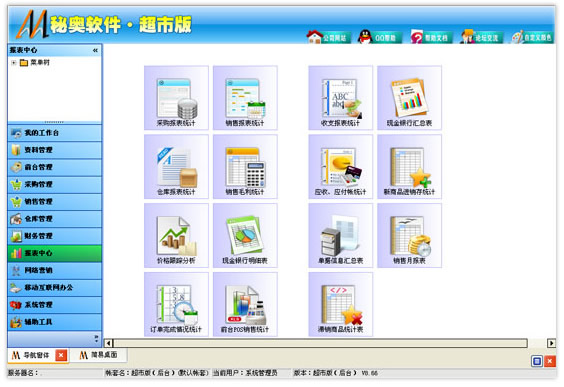 秘奥软件·超市版
公司网站 QQ帮助 帮助文档 论坛交流 自定义颜色
报表中心 «
菜单树
我的工作台
资料管理
前台管理
采购管理
销售管理
仓库管理
财务管理
报表中心
网络营销
移动互联网办公
系统管理
辅助工具
采购报表统计 销售报表统计 收支报表统计 现金银行汇总表
仓库报表统计 销售毛利统计 应收、应付帐统计 新商品进销存统计
价格跟踪分析 现金银行明细表 单据信息汇总表 销售月报表
订单完成情况统计 前台POS销售统计 滞销商品统计表
导航窗体 简易桌面
服务器名：. 帐套名：超市版（后台）(默认帐套) 当前用户：系统管理员 版本：超市版（后台） V8.66